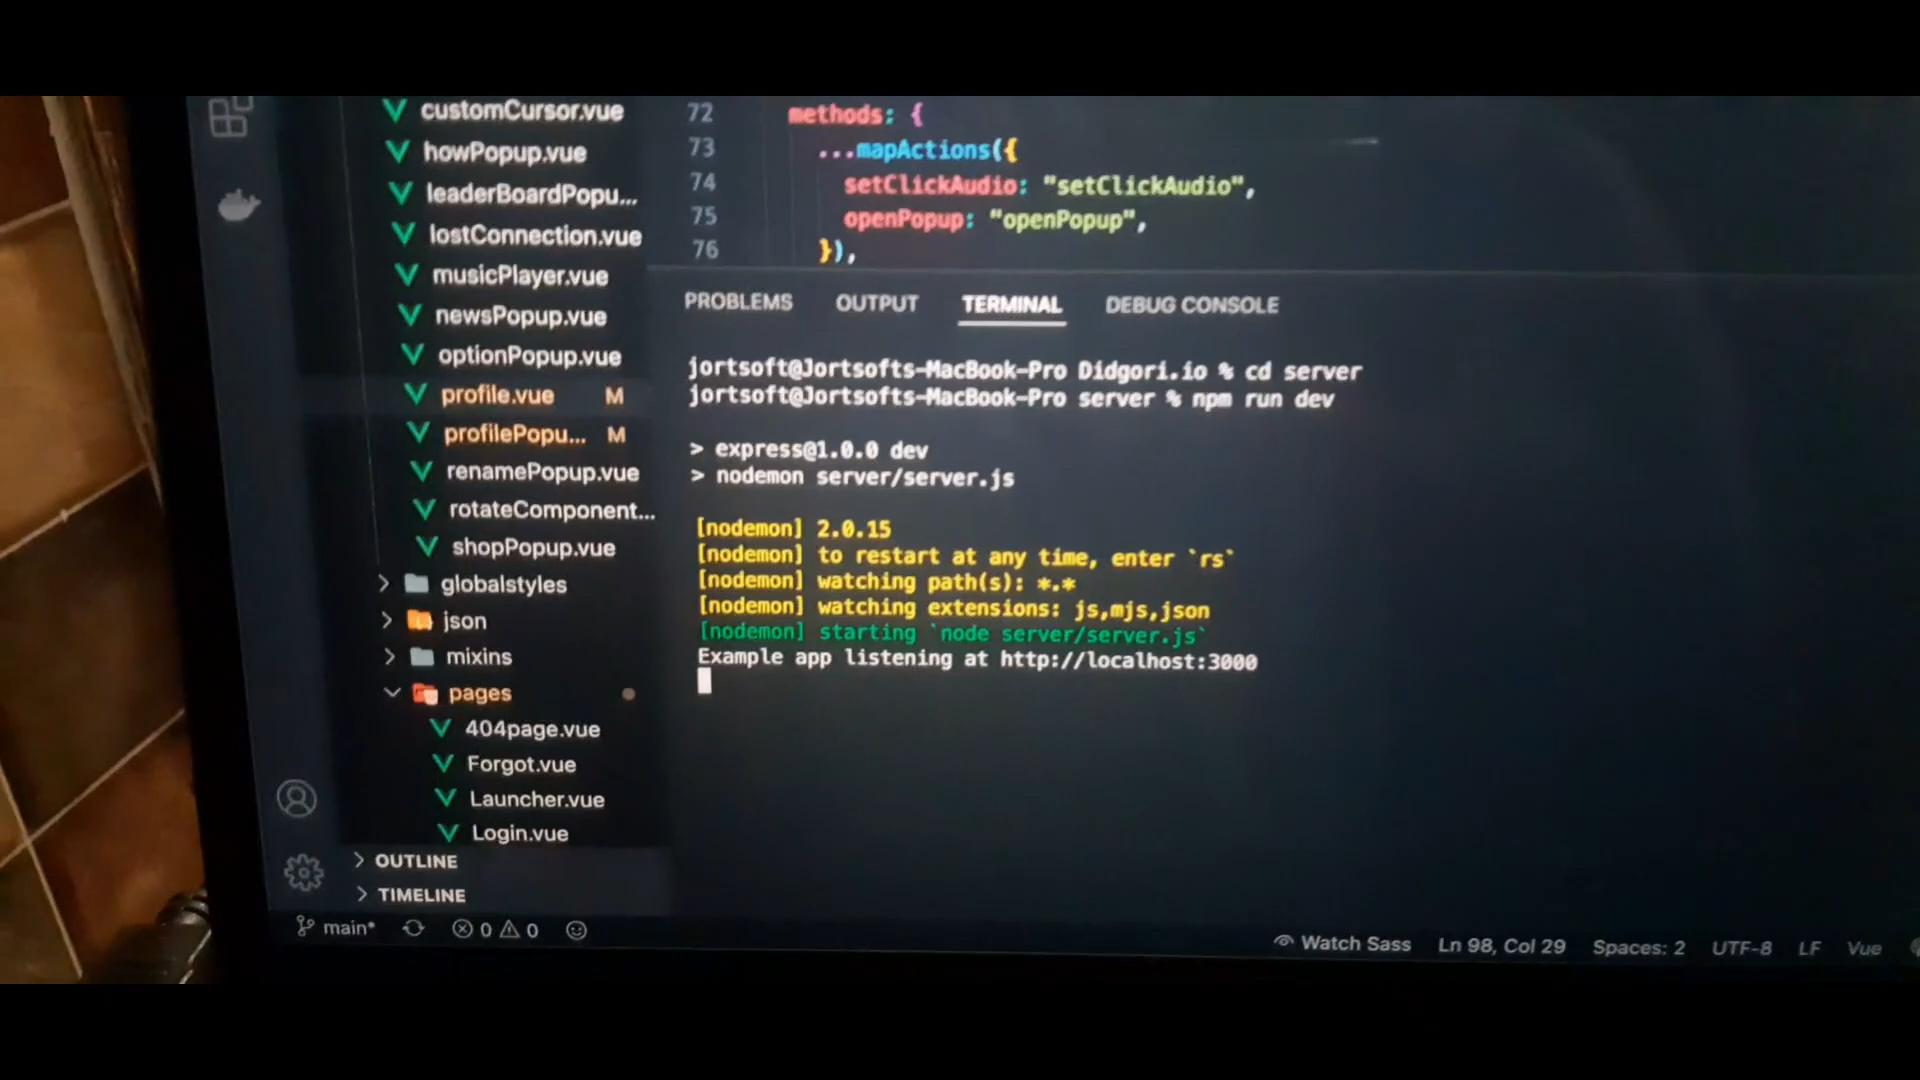 customCursor.vue
howPopup.vue
leaderBoardPopu...
lostConnection.vue
musicPlayer.vue
newsPopup.vue
optionPopup.vue
profile.vue M
profilePopu... M
renamePopup.vue
rotateComponent...
shopPopup.vue
globalstyles
json
mixins
pages
404page.vue
Forgot.vue
Launcher.vue
Login.vue
OUTLINE
TIMELINE
72 methods: {
73 ...mapActions({
74 setClickAudio: "setClickAudio",
75 openPopup: "openPopup",
76 }),
PROBLEMS OUTPUT TERMINAL DEBUG CONSOLE
jortsoft@Jortsofts-MacBook-Pro Didgori.io % cd server
jortsoft@Jortsofts-MacBook-Pro server % npm run dev
> express@1.0.0 dev
> nodemon server/server.js
[nodemon] 2.0.15
[nodemon] to restart at any time, enter `rs`
[nodemon] watching path(s): *.*
[nodemon] watching extensions: js,mjs,json
[nodemon] starting `node server/server.js`
Example app listening at http://localhost:3000
main* 0 0 Watch Sass Ln 98, Col 29 Spaces: 2 UTF-8 LF Vue